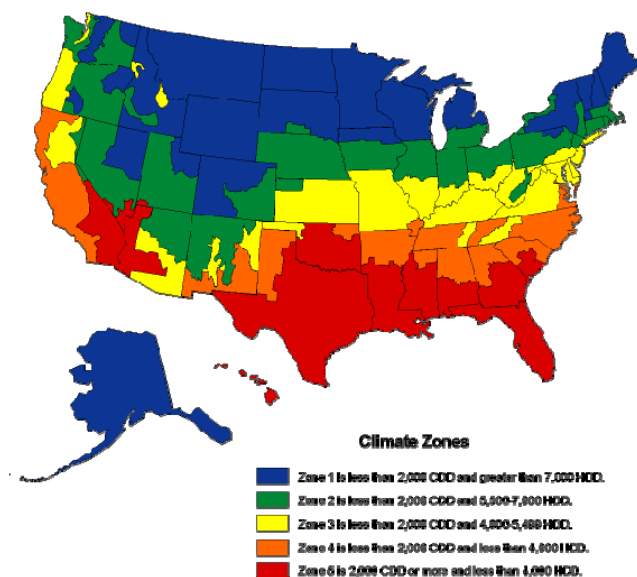 Climate Zones
Zone 1 is less than 2,000 CDD and greater than 7,000 HDD.
Zone 2 is less than 2,000 CDD and 5,500-7,000 HDD.
Zone 3 is less than 2,000 CDD and 4,000-5,499 HDD.
Zone 4 is less than 2,000 CDD and less than 4,000 HDD.
Zone 5 is 2,000 CDD or more and less than 4,000 HDD.